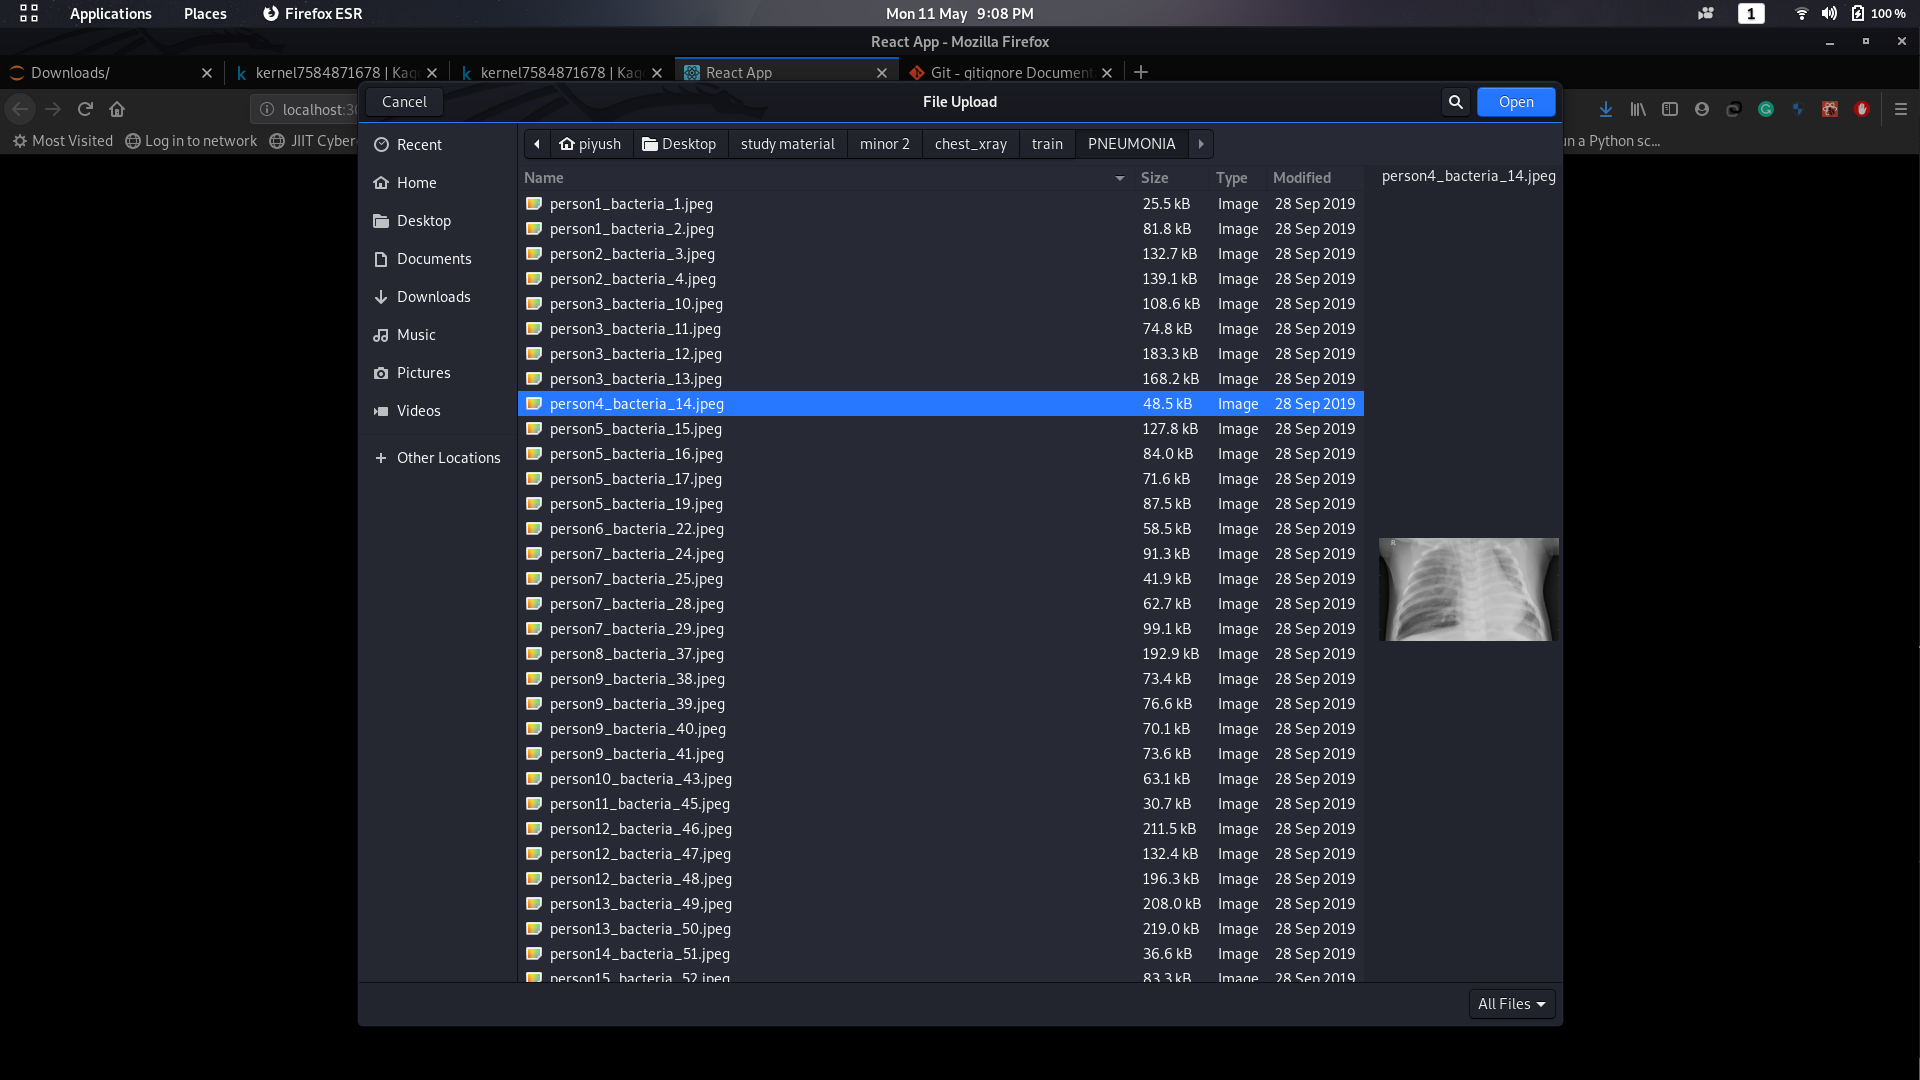 Applications Places Firefox ESR Mon 11 May 9:08 PM 1 100 %
React App - Mozilla Firefox
Downloads/ kernel7584871678 | Kag kernel7584871678 | Kag React App Git - gitignore Document
localhost:30
Cancel File Upload Open
Most Visited Log in to network JIIT Cyber un a Python sc...
piyush Desktop study material minor 2 chest_xray train PNEUMONIA
Recent
Home
Desktop
Documents
Downloads
Music
Pictures
Videos
Other Locations
Name Size Type Modified
person4_bacteria_14.jpeg
person1_bacteria_1.jpeg 25.5 kB Image 28 Sep 2019
person1_bacteria_2.jpeg 81.8 kB Image 28 Sep 2019
person2_bacteria_3.jpeg 132.7 kB Image 28 Sep 2019
person2_bacteria_4.jpeg 139.1 kB Image 28 Sep 2019
person3_bacteria_10.jpeg 108.6 kB Image 28 Sep 2019
person3_bacteria_11.jpeg 74.8 kB Image 28 Sep 2019
person3_bacteria_12.jpeg 183.3 kB Image 28 Sep 2019
person3_bacteria_13.jpeg 168.2 kB Image 28 Sep 2019
person4_bacteria_14.jpeg 48.5 kB Image 28 Sep 2019
person5_bacteria_15.jpeg 127.8 kB Image 28 Sep 2019
person5_bacteria_16.jpeg 84.0 kB Image 28 Sep 2019
person5_bacteria_17.jpeg 71.6 kB Image 28 Sep 2019
person5_bacteria_19.jpeg 87.5 kB Image 28 Sep 2019
person6_bacteria_22.jpeg 58.5 kB Image 28 Sep 2019
person7_bacteria_24.jpeg 91.3 kB Image 28 Sep 2019
person7_bacteria_25.jpeg 41.9 kB Image 28 Sep 2019
person7_bacteria_28.jpeg 62.7 kB Image 28 Sep 2019
person7_bacteria_29.jpeg 99.1 kB Image 28 Sep 2019
person8_bacteria_37.jpeg 192.9 kB Image 28 Sep 2019
person9_bacteria_38.jpeg 73.4 kB Image 28 Sep 2019
person9_bacteria_39.jpeg 76.6 kB Image 28 Sep 2019
person9_bacteria_40.jpeg 70.1 kB Image 28 Sep 2019
person9_bacteria_41.jpeg 73.6 kB Image 28 Sep 2019
person10_bacteria_43.jpeg 63.1 kB Image 28 Sep 2019
person11_bacteria_45.jpeg 30.7 kB Image 28 Sep 2019
person12_bacteria_46.jpeg 211.5 kB Image 28 Sep 2019
person12_bacteria_47.jpeg 132.4 kB Image 28 Sep 2019
person12_bacteria_48.jpeg 196.3 kB Image 28 Sep 2019
person13_bacteria_49.jpeg 208.0 kB Image 28 Sep 2019
person13_bacteria_50.jpeg 219.0 kB Image 28 Sep 2019
person14_bacteria_51.jpeg 36.6 kB Image 28 Sep 2019
person15_bacteria_52.jpeg 83.3 kB Image 28 Sep 2019
R
All Files